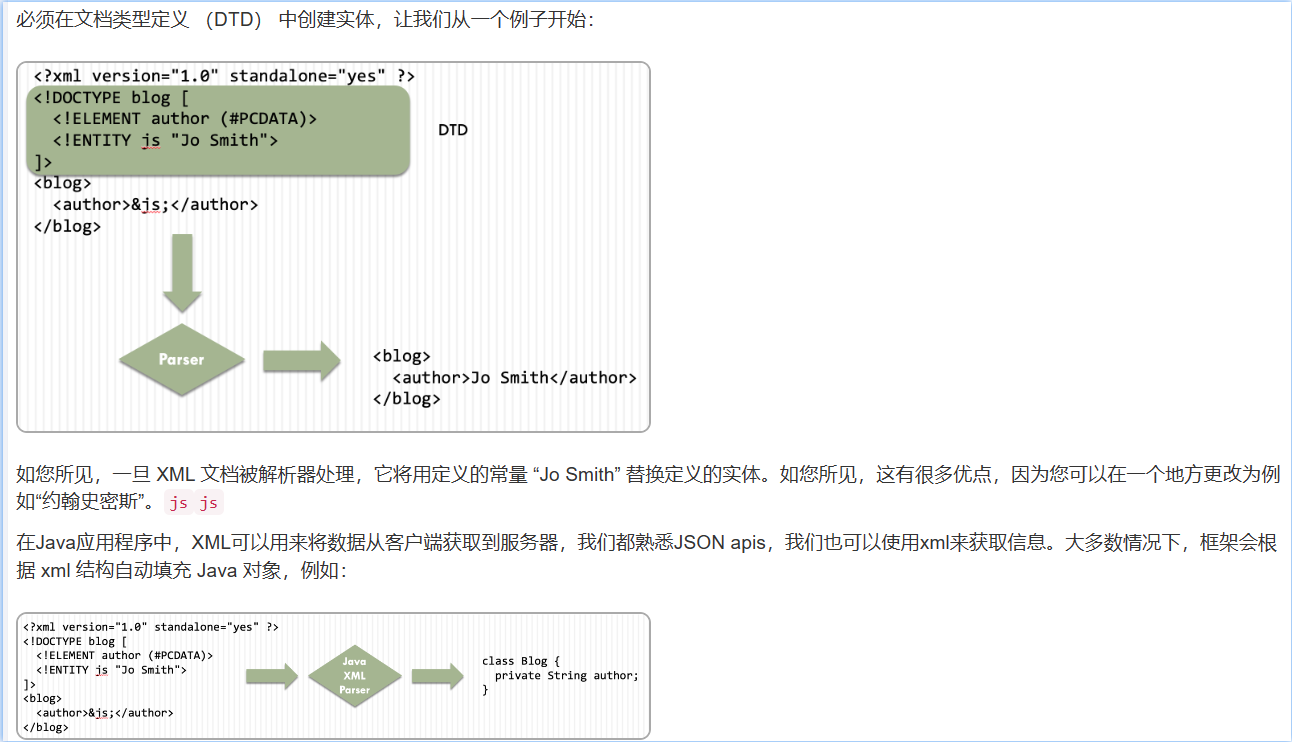 必须在文档类型定义 （DTD） 中创建实体，让我们从一个例子开始：
<?xml version="1.0" standalone="yes" ?>
<!DOCTYPE blog [
<!ELEMENT author (#PCDATA)>
<!ENTITY js "Jo Smith">
]>
DTD
<blog>
<author>&js;</author>
</blog>
Parser
<blog>
<author>Jo Smith</author>
</blog>
如您所见，一旦 XML 文档被解析器处理，它将用定义的常量 “Jo Smith” 替换定义的实体。如您所见，这有很多优点，因为您可以在一个地方更改为例
如“约翰史密斯”。 js js
在Java应用程序中，XML可以用来将数据从客户端获取到服务器，我们都熟悉JSON apis，我们也可以使用xml来获取信息。大多数情况下，框架会根
据 xml 结构自动填充 Java 对象，例如：
<?xml version="1.0" standalone="yes" ?>
<!DOCTYPE blog [
<!ELEMENT author (#PCDATA)>
<!ENTITY js "Jo Smith">
]>
<blog>
<author>&js;</author>
</blog>
Java
XML
Parser
class Blog {
private String author;
}